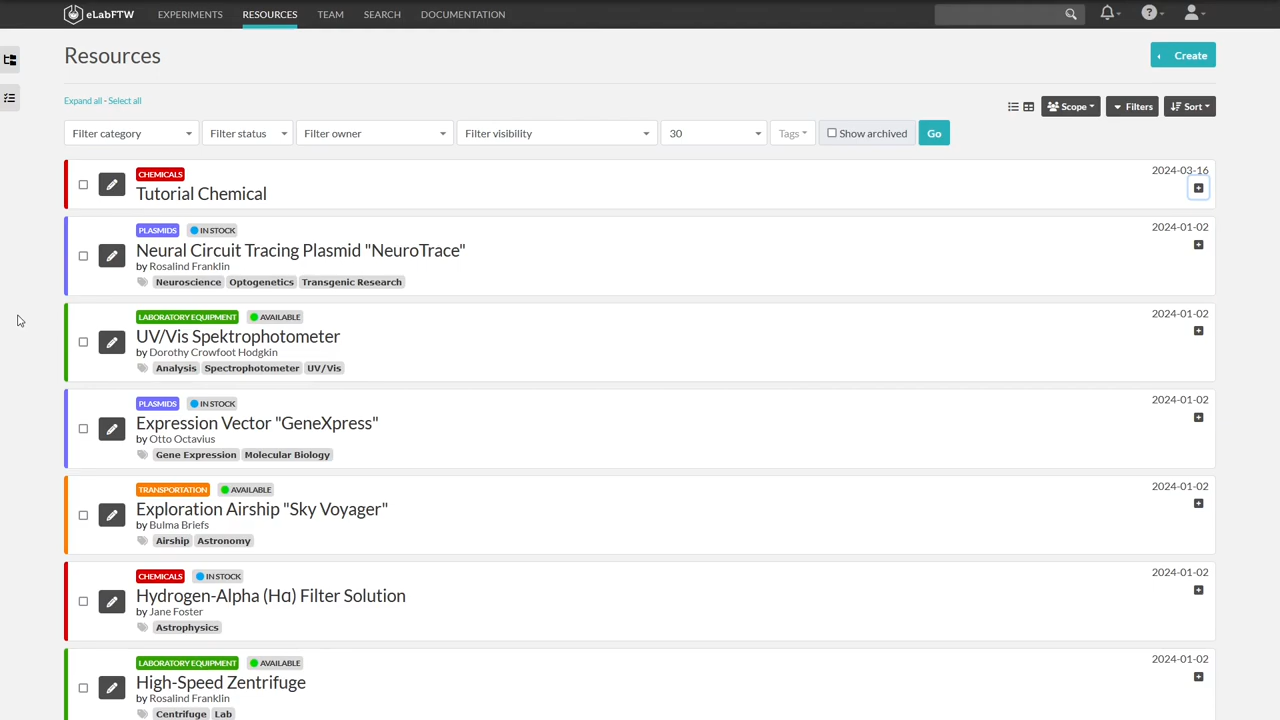 eLabFTW EXPERIMENTS RESOURCES TEAM SEARCH DOCUMENTATION
Resources
Create
Expand all - Select all
Scope Filters Sort
Filter category Filter status Filter owner Filter visibility 30 Tags Show archived Go
CHEMICALS
2024-03-16
Tutorial Chemical
PLASMIDS IN STOCK
2024-01-02
Neural Circuit Tracing Plasmid "NeuroTrace"
by Rosalind Franklin
Neuroscience Optogenetics Transgenic Research
LABORATORY EQUIPMENT AVAILABLE
2024-01-02
UV/Vis Spektrophotometer
by Dorothy Crowfoot Hodgkin
Analysis Spectrophotometer UV/Vis
PLASMIDS IN STOCK
2024-01-02
Expression Vector "GeneXpress"
by Otto Octavius
Gene Expression Molecular Biology
TRANSPORTATION AVAILABLE
2024-01-02
Exploration Airship "Sky Voyager"
by Bulma Briefs
Airship Astronomy
CHEMICALS IN STOCK
2024-01-02
Hydrogen-Alpha (Hα) Filter Solution
by Jane Foster
Astrophysics
LABORATORY EQUIPMENT AVAILABLE
2024-01-02
High-Speed Zentrifuge
by Rosalind Franklin
Centrifuge Lab